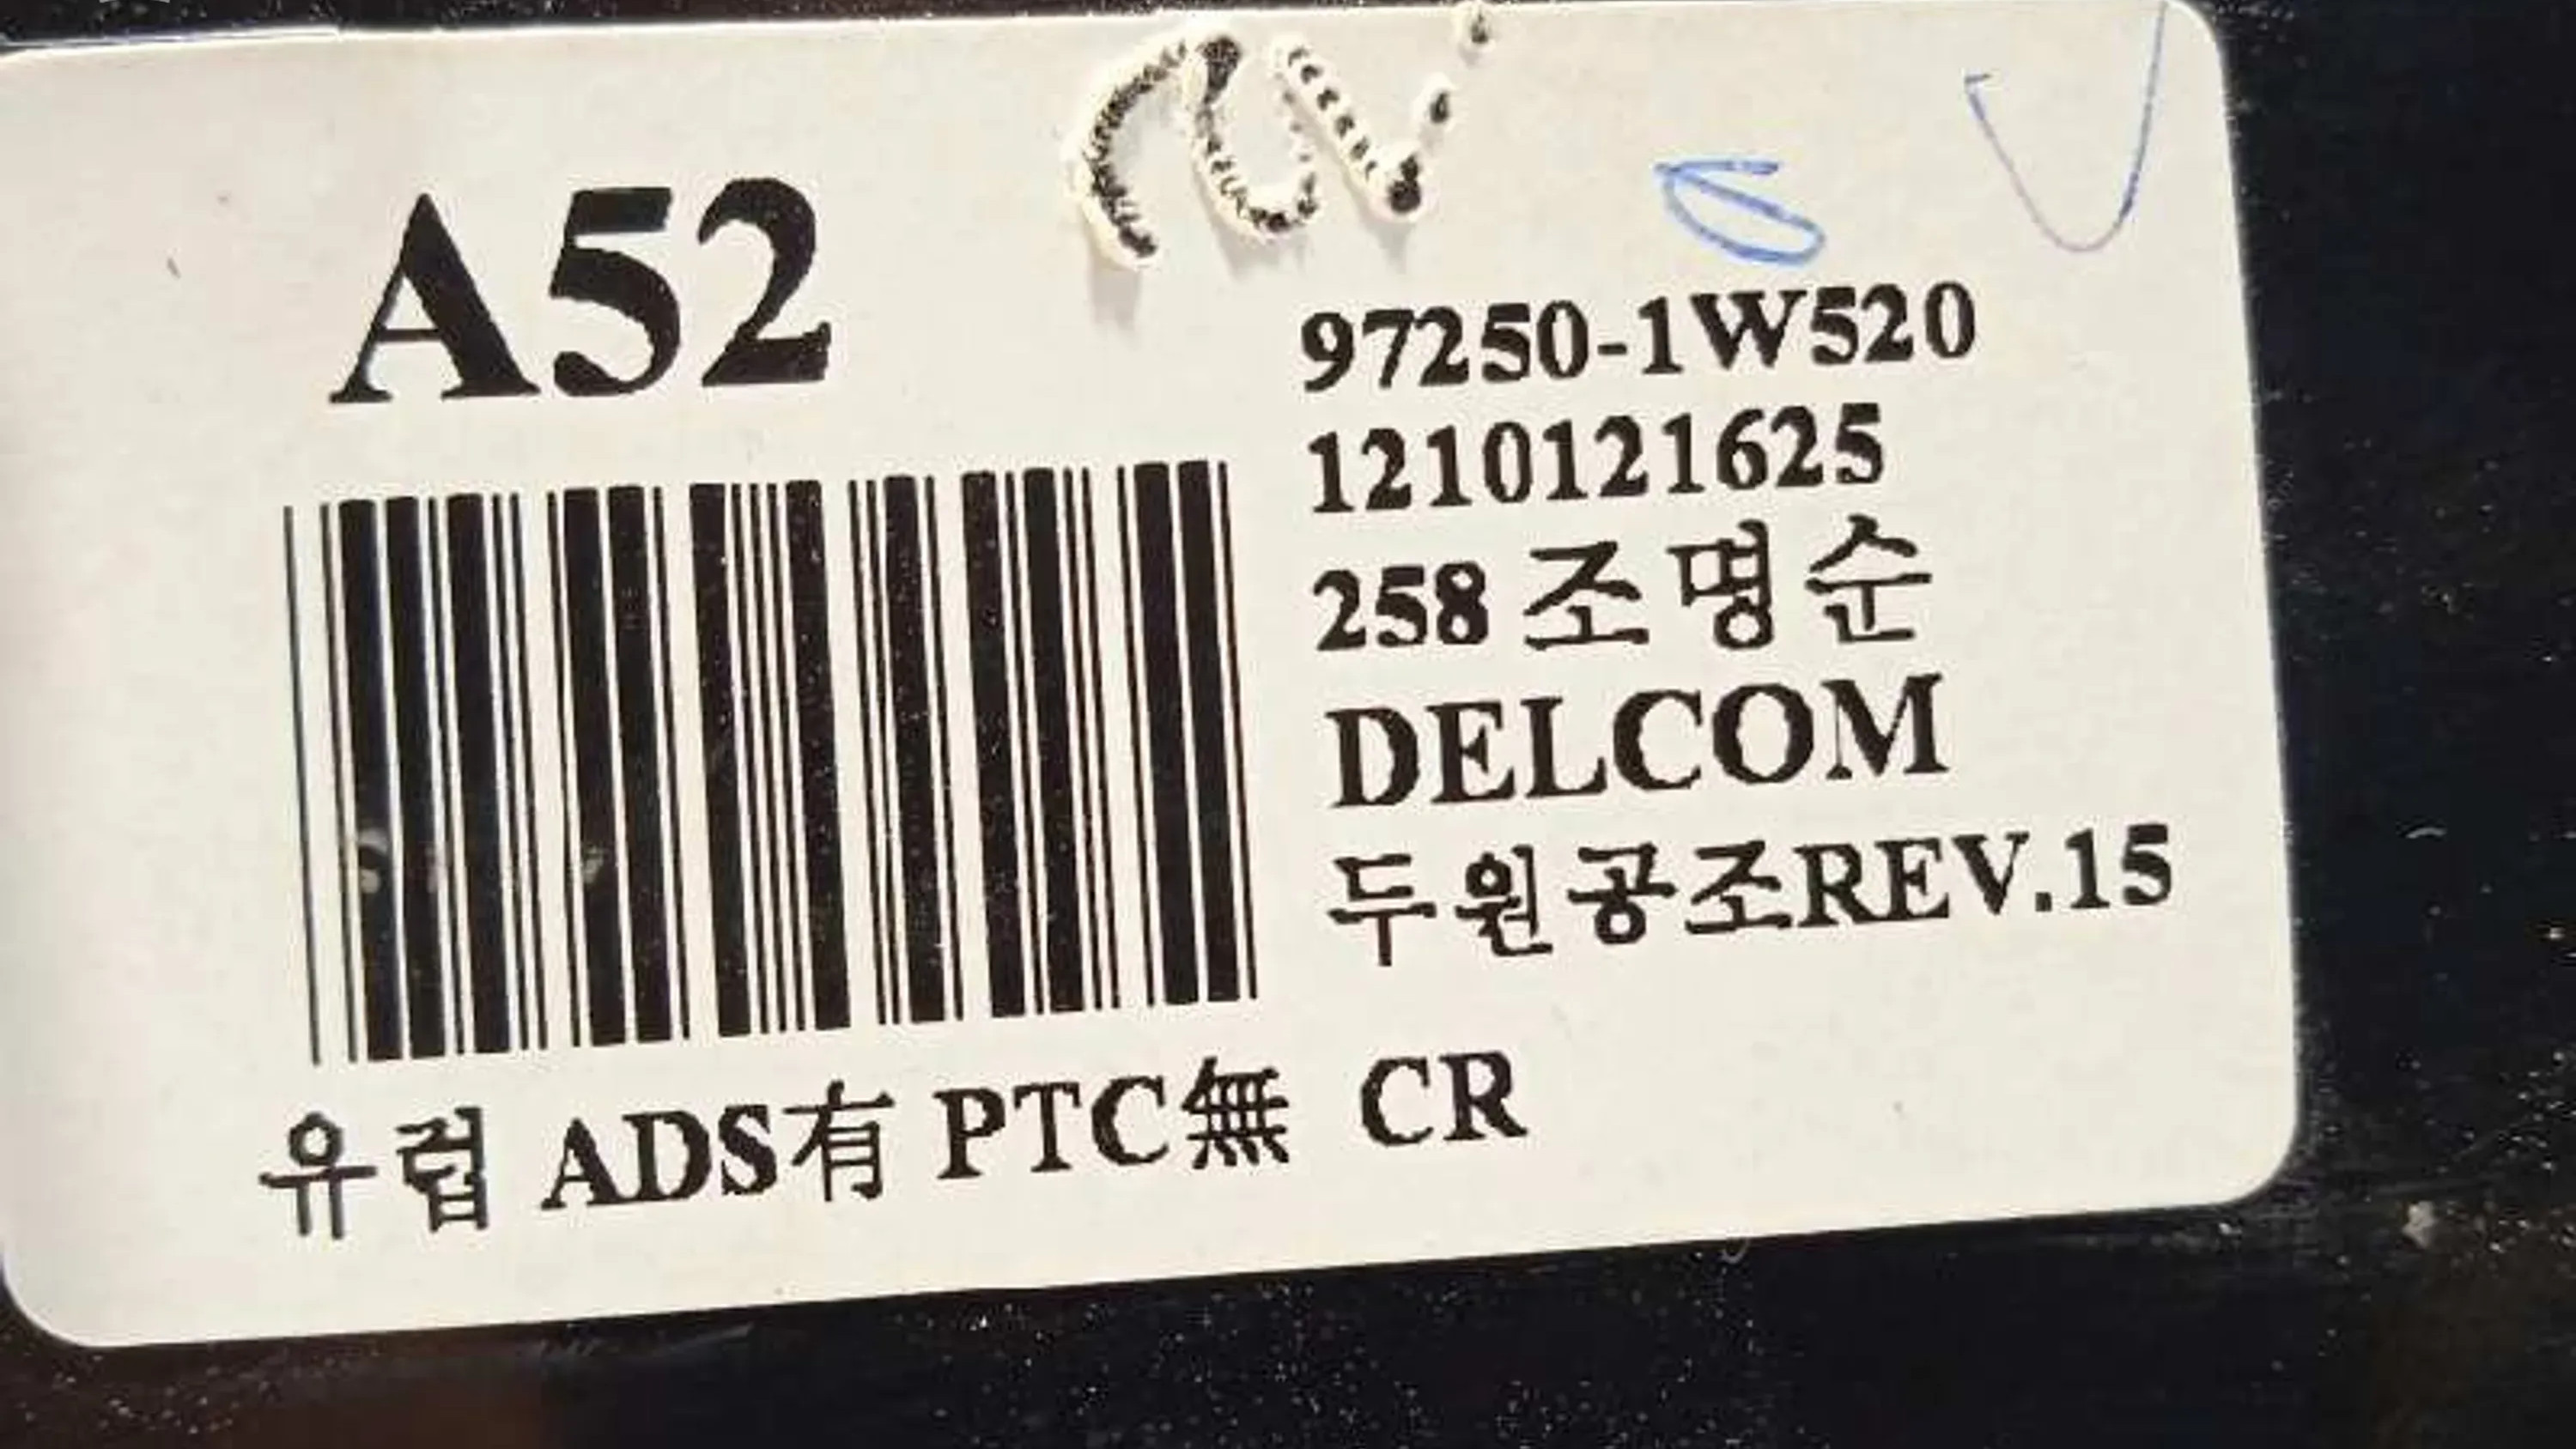 A52
97250-1W520
1210121625
258 조명순
DELCOM
두원공조REV.15
유럽 ADS有 PTC無 CR